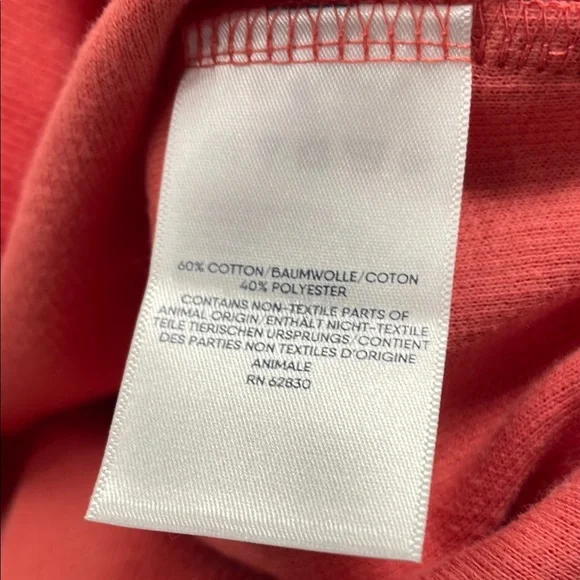 60% COTTON/BAUMWOLLE/COTON
40% POLYESTER
CONTAINS NON-TEXTILE PARTS OF
ANIMAL ORIGIN/ENTHÄLT NICHT-TEXTILE
TEILE TIERISCHEN URSPRUNGS/CONTIENT
DES PARTIES NON TEXTILES D'ORIGINE
ANIMALE
RN 62830